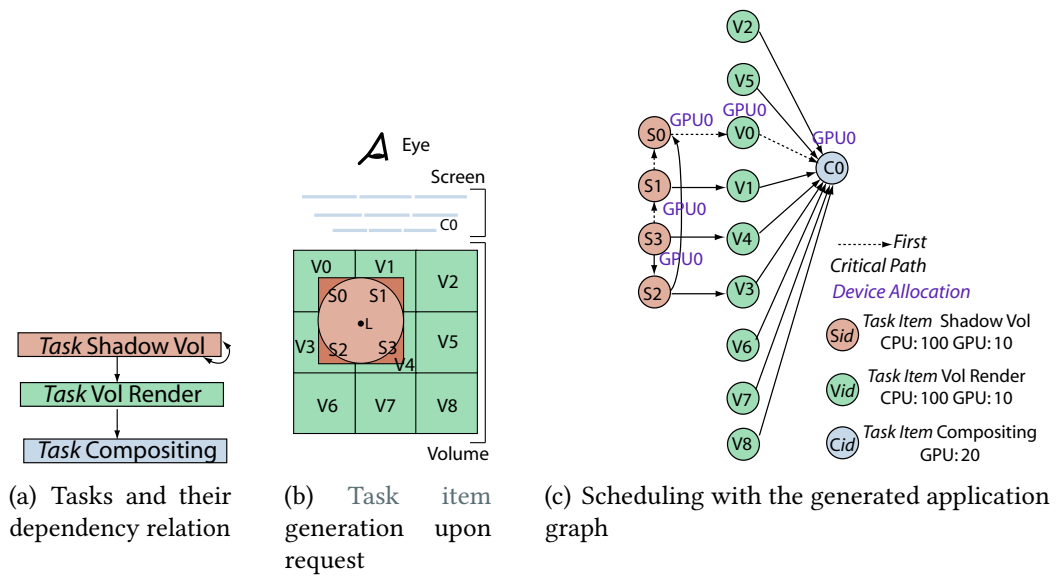 Task Shadow Vol
Task Vol Render
Task Compositing
(a) Tasks and their
dependency relation
Eye
Screen
C0
V0
V1
V2
S0
S1
L
V3
S2
S3
V4
V5
V6
V7
V8
Volume
(b) Task item
generation upon
request
V2
V5
GPU0
GPU0
S0
V0
GPU0
C0
S1
V1
GPU0
S3
V4
GPU0
S2
V3
V6
V7
V8
First
Critical Path
Device Allocation
Sid
Task Item Shadow Vol
CPU: 100 GPU: 10
Vid
Task Item Vol Render
CPU: 100 GPU: 10
Cid
Task Item Compositing
GPU: 20
(c) Scheduling with the generated application
graph